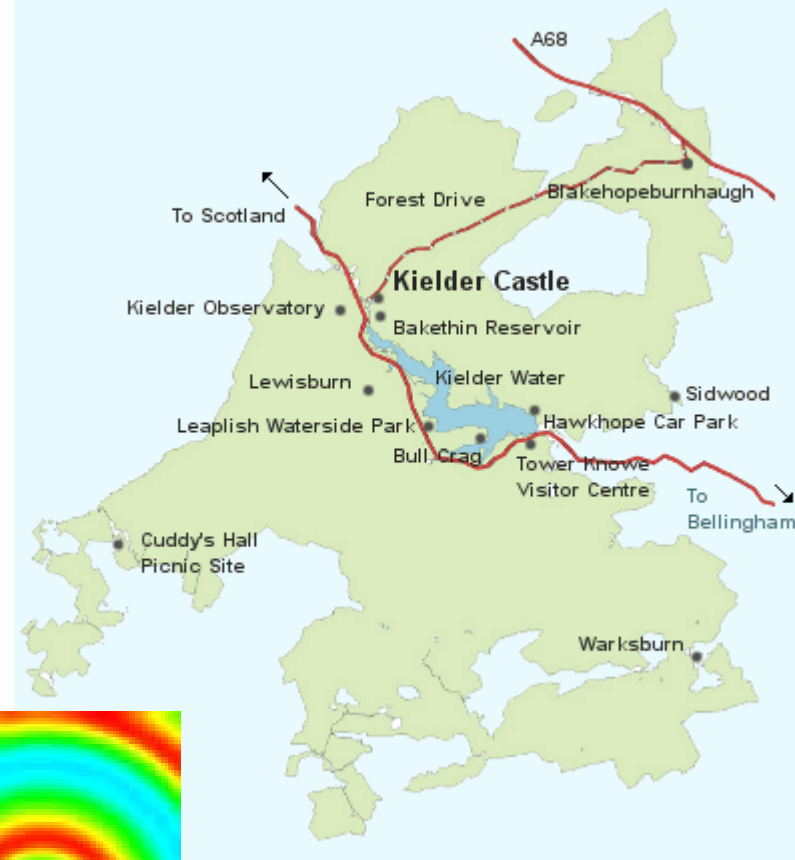 A68
Blakehopeburnhaugh
Forest Drive
To Scotland
Kielder Castle
Kielder Observatory
Bakethin Reservoir
Kielder Water
Lewisburn
Sidwood
Leaplish Waterside Park
Hawkhope Car Park
Bull Crag
Tower Knowe
Visitor Centre
To
Bellingham
Cuddy's Hall
Picnic Site
Warksburn